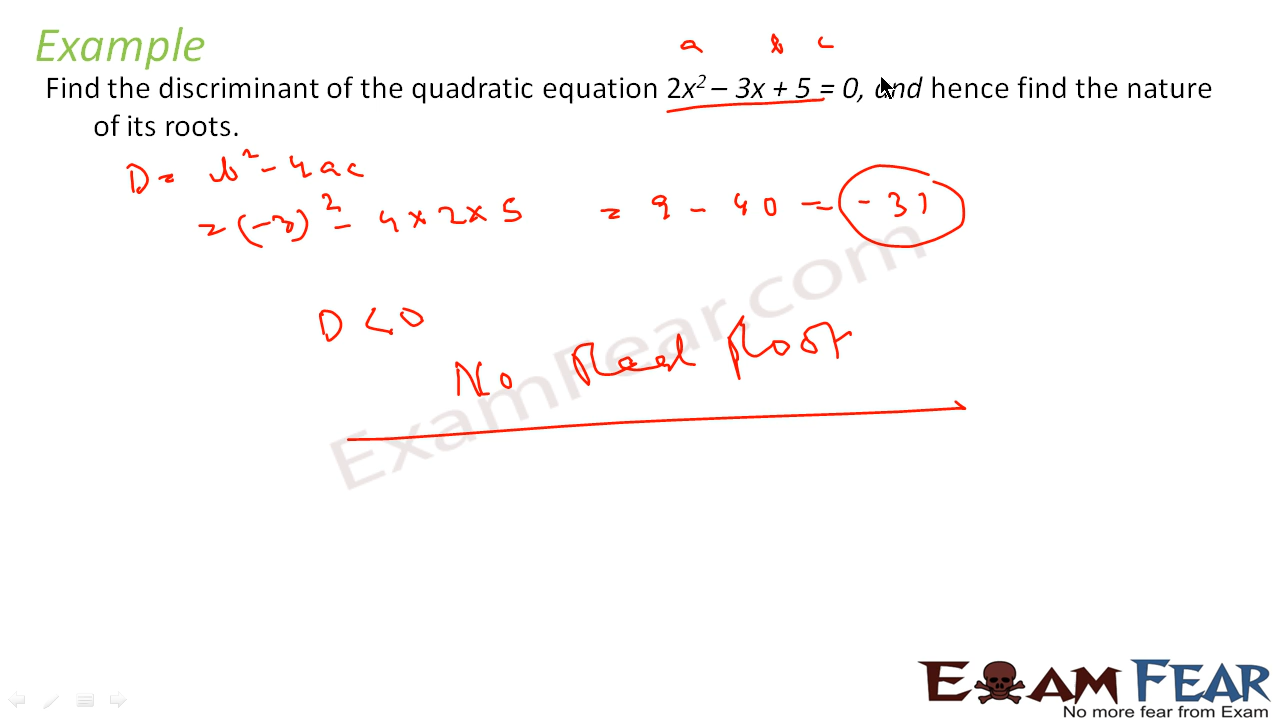 Example
a b c
Find the discriminant of the quadratic equation 2x² – 3x + 5 = 0, and hence find the nature
of its roots.
D = b² - 4ac
= (-3)² - 4 × 2 × 5 = 9 - 40 = -31
D < 0
No Real Root
ExamFear.com
EXAM FEAR
No more fear from Exam